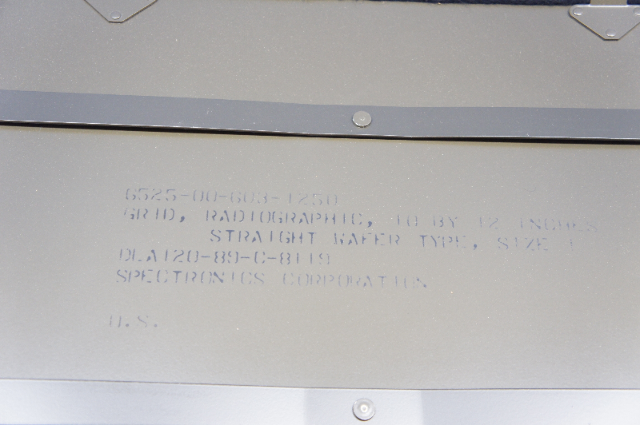 6525-00-603-1250
GRID, RADIOGRAPHIC, 10 BY 12 INCHES
STRAIGHT WAFER TYPE, SIZE 1
DLA120-89-C-8119
SPECTRONICS CORPORATION
U.S.